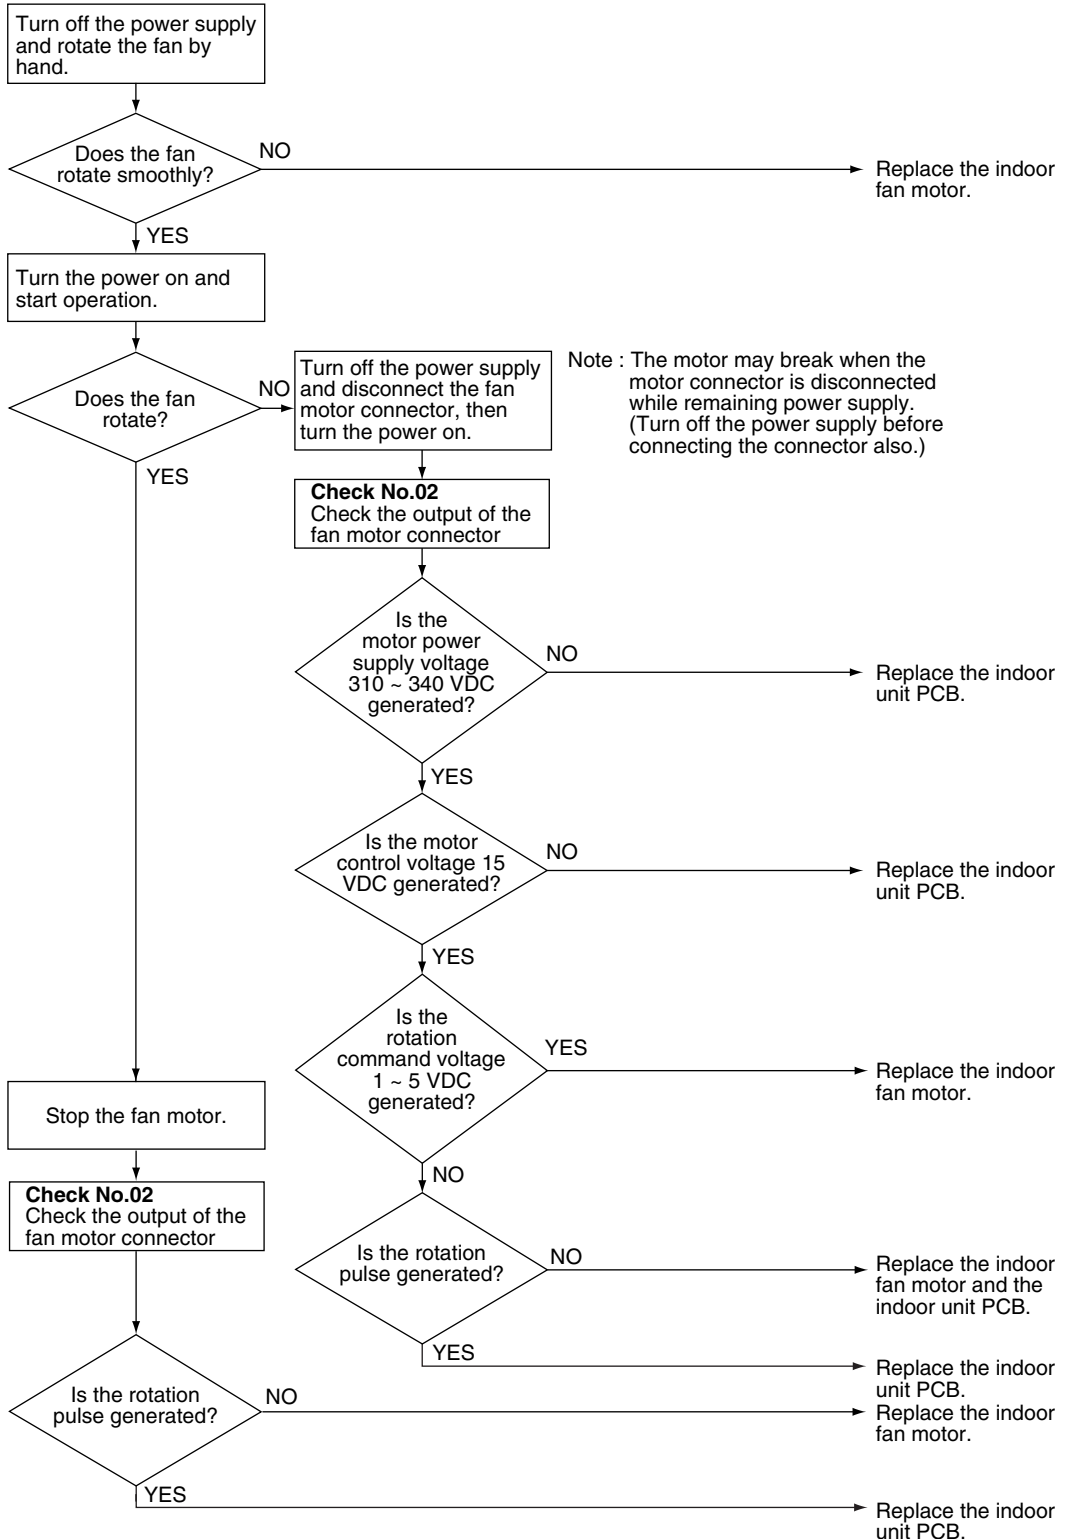 Turn off the power supply
and rotate the fan by
hand.
Does the fan
rotate smoothly?
NO
Replace the indoor
fan motor.
YES
Turn the power on and
start operation.
Does the fan
rotate?
NO
Turn off the power supply
and disconnect the fan
motor connector, then
turn the power on.
Note : The motor may break when the
motor connector is disconnected
while remaining power supply.
(Turn off the power supply before
connecting the connector also.)
YES
Check No.02
Check the output of the
fan motor connector
Is the
motor power
supply voltage
310 ~ 340 VDC
generated?
NO
Replace the indoor
unit PCB.
YES
Is the motor
control voltage 15
VDC generated?
NO
Replace the indoor
unit PCB.
YES
Is the
rotation
command voltage
1 ~ 5 VDC
generated?
YES
Replace the indoor
fan motor.
NO
Stop the fan motor.
Check No.02
Check the output of the
fan motor connector
Is the rotation
pulse generated?
NO
Replace the indoor
fan motor and the
indoor unit PCB.
YES
Replace the indoor
unit PCB.
Is the rotation
pulse generated?
NO
Replace the indoor
fan motor.
YES
Replace the indoor
unit PCB.